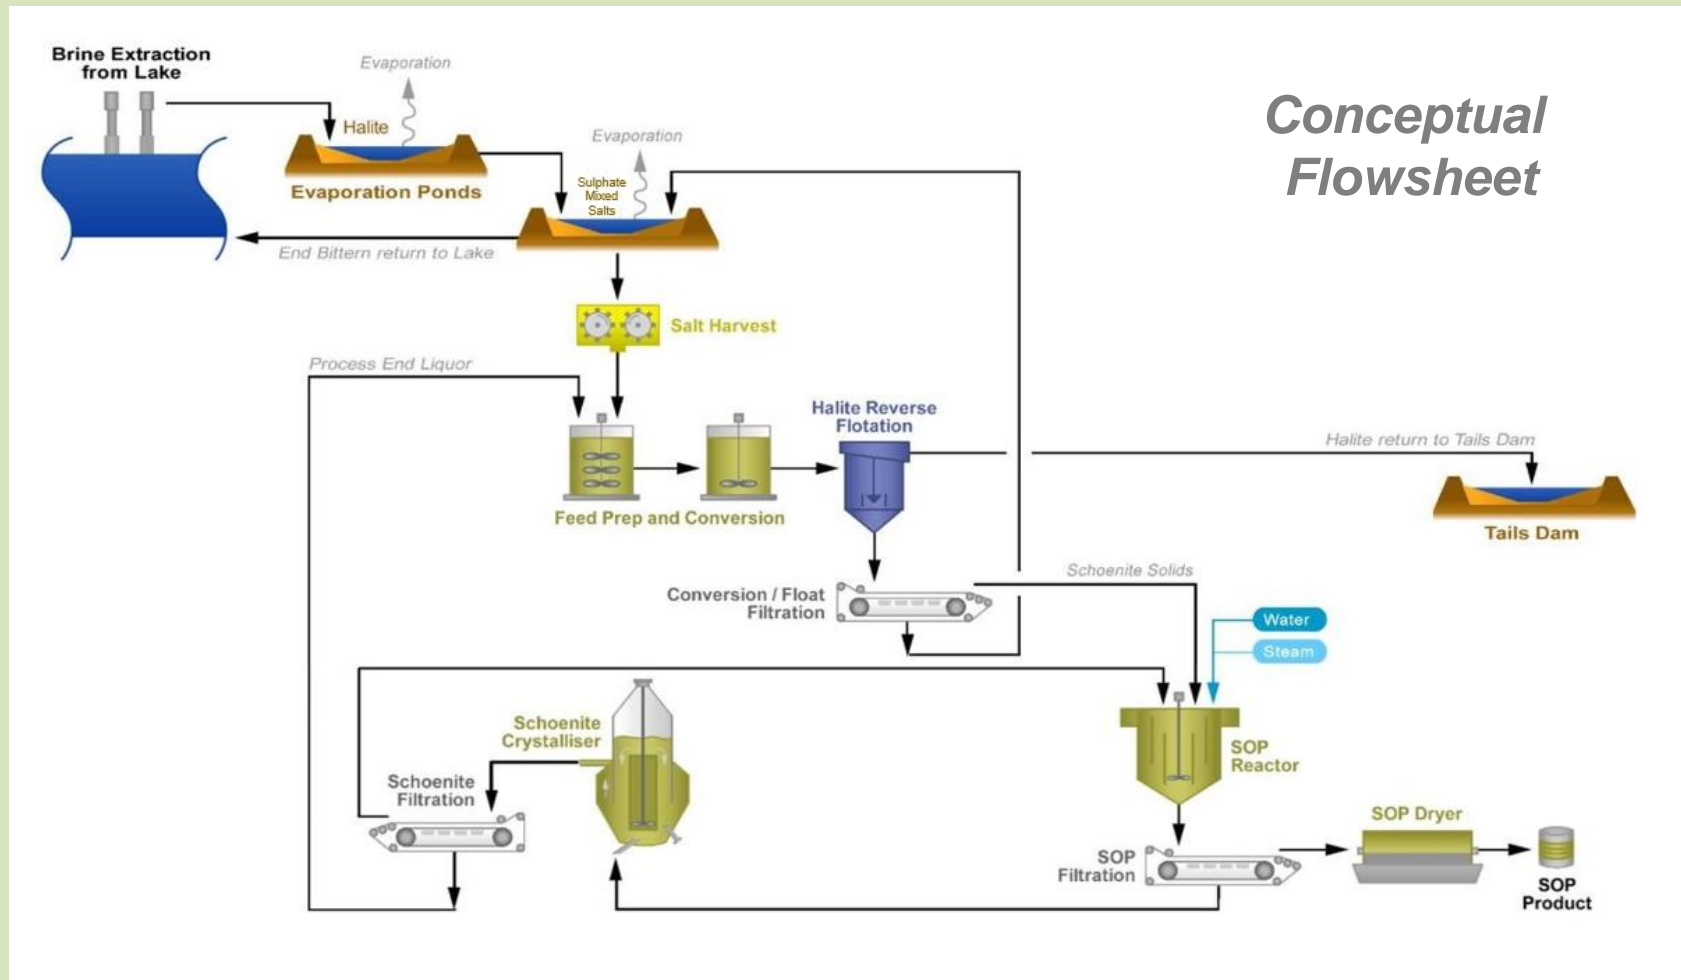 Brine Extraction
from Lake
Evaporation
Halite
Evaporation Ponds
Evaporation
Sulphate
Mixed
Salts
End Bittern return to Lake
Conceptual
Flowsheet
Salt Harvest
Process End Liquor
Halite Reverse
Flotation
Halite return to Tails Dam
Feed Prep and Conversion
Tails Dam
Conversion / Float
Filtration
Schoenite Solids
Water
Steam
Schoenite
Crystalliser
SOP
Reactor
Schoenite
Filtration
SOP Dryer
SOP
Filtration
SOP
Product